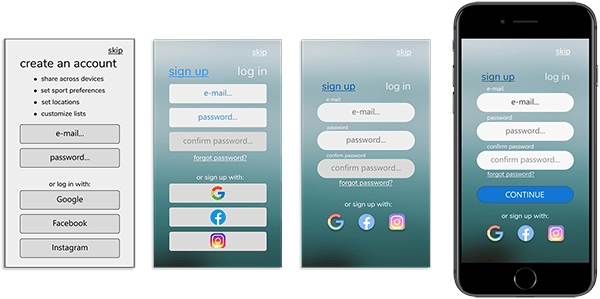 skip
create an account
share across devices
set sport preferences
set locations
customize lists
e-mail...
password...
or log in with:
Google
Facebook
Instagram
skip
sign up log in
e-mail...
password...
confirm password...
forgot password?
or sign up with:
skip
sign up log in
e-mail
e-mail...
password
password...
confirm password
confirm password...
forgot password?
or sign up with:
skip
sign up log in
e-mail
e-mail...
password
password...
confirm password
confirm password...
forgot password?
CONTINUE
or sign up with: